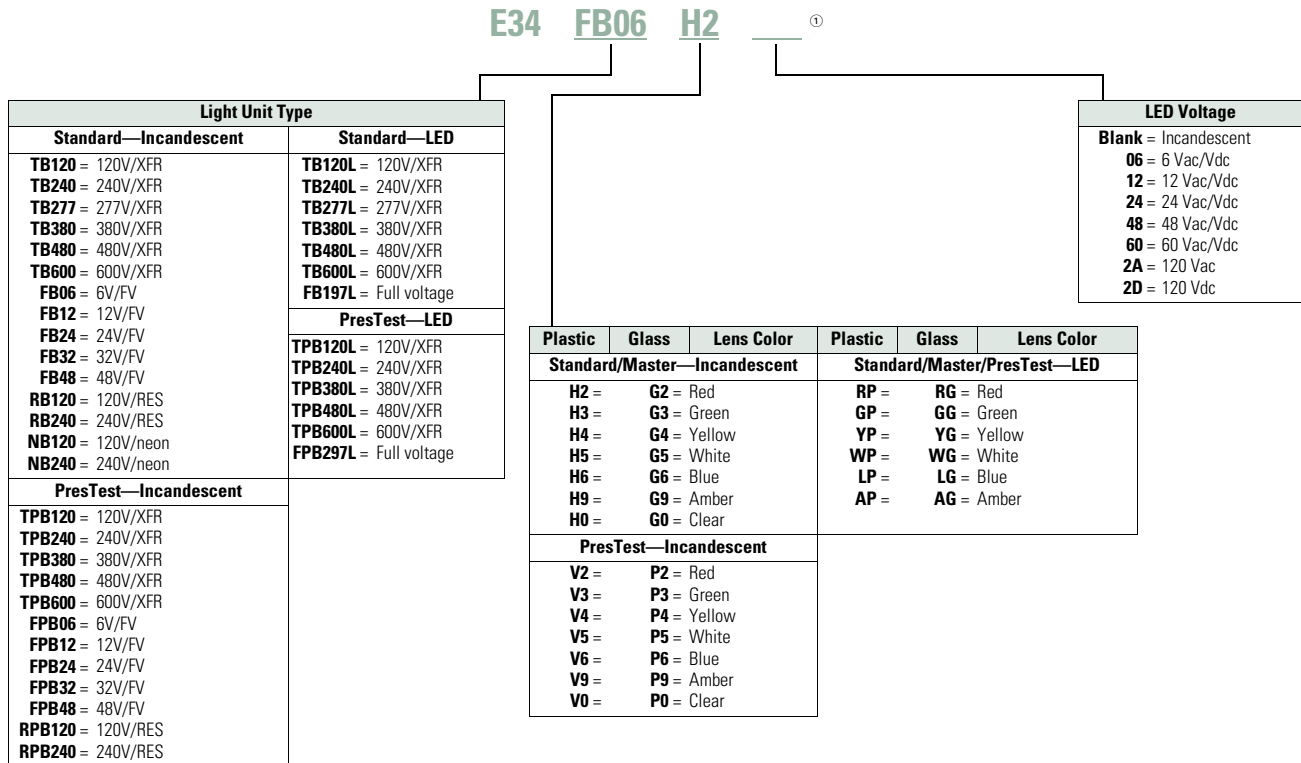 E34 FB06 H2 ①
Light Unit Type
Standard—Incandescent
TB120 = 120V/XFR
TB240 = 240V/XFR
TB277 = 277V/XFR
TB380 = 380V/XFR
TB480 = 480V/XFR
TB600 = 600V/XFR
FB06 = 6V/FV
FB12 = 12V/FV
FB24 = 24V/FV
FB32 = 32V/FV
FB48 = 48V/FV
RB120 = 120V/RES
RB240 = 240V/RES
NB120 = 120V/neon
NB240 = 240V/neon
PresTest—Incandescent
TPB120 = 120V/XFR
TPB240 = 240V/XFR
TPB380 = 380V/XFR
TPB480 = 480V/XFR
TPB600 = 600V/XFR
FPB06 = 6V/FV
FPB12 = 12V/FV
FPB24 = 24V/FV
FPB32 = 32V/FV
FPB48 = 48V/FV
RPB120 = 120V/RES
RPB240 = 240V/RES
Standard—LED
TB120L = 120V/XFR
TB240L = 240V/XFR
TB277L = 277V/XFR
TB380L = 380V/XFR
TB480L = 480V/XFR
TB600L = 600V/XFR
FB197L = Full voltage
PresTest—LED
TPB120L = 120V/XFR
TPB240L = 240V/XFR
TPB380L = 380V/XFR
TPB480L = 480V/XFR
TPB600L = 600V/XFR
FPB297L = Full voltage
Plastic Glass Lens Color
Standard/Master—Incandescent
H2 = G2 = Red
H3 = G3 = Green
H4 = G4 = Yellow
H5 = G5 = White
H6 = G6 = Blue
H9 = G9 = Amber
H0 = G0 = Clear
PresTest—Incandescent
V2 = P2 = Red
V3 = P3 = Green
V4 = P4 = Yellow
V5 = P5 = White
V6 = P6 = Blue
V9 = P9 = Amber
V0 = P0 = Clear
Plastic Glass Lens Color
Standard/Master/PresTest—LED
RP = RG = Red
GP = GG = Green
YP = YG = Yellow
WP = WG = White
LP = LG = Blue
AP = AG = Amber
LED Voltage
Blank = Incandescent
06 = 6 Vac/Vdc
12 = 12 Vac/Vdc
24 = 24 Vac/Vdc
48 = 48 Vac/Vdc
60 = 60 Vac/Vdc
2A = 120 Vac
2D = 120 Vdc